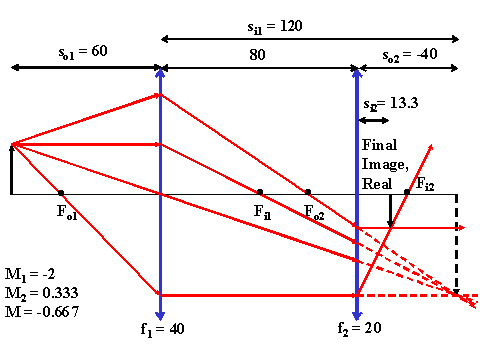 s_i1 = 120
s_o1 = 60
80
s_o2 = -40
s_i2 = 13.3
Final
Image,
Real
F_o1
F_i1
F_o2
F_i2
M_1 = -2
M_2 = 0.333
M = -0.667
f_1 = 40
f_2 = 20